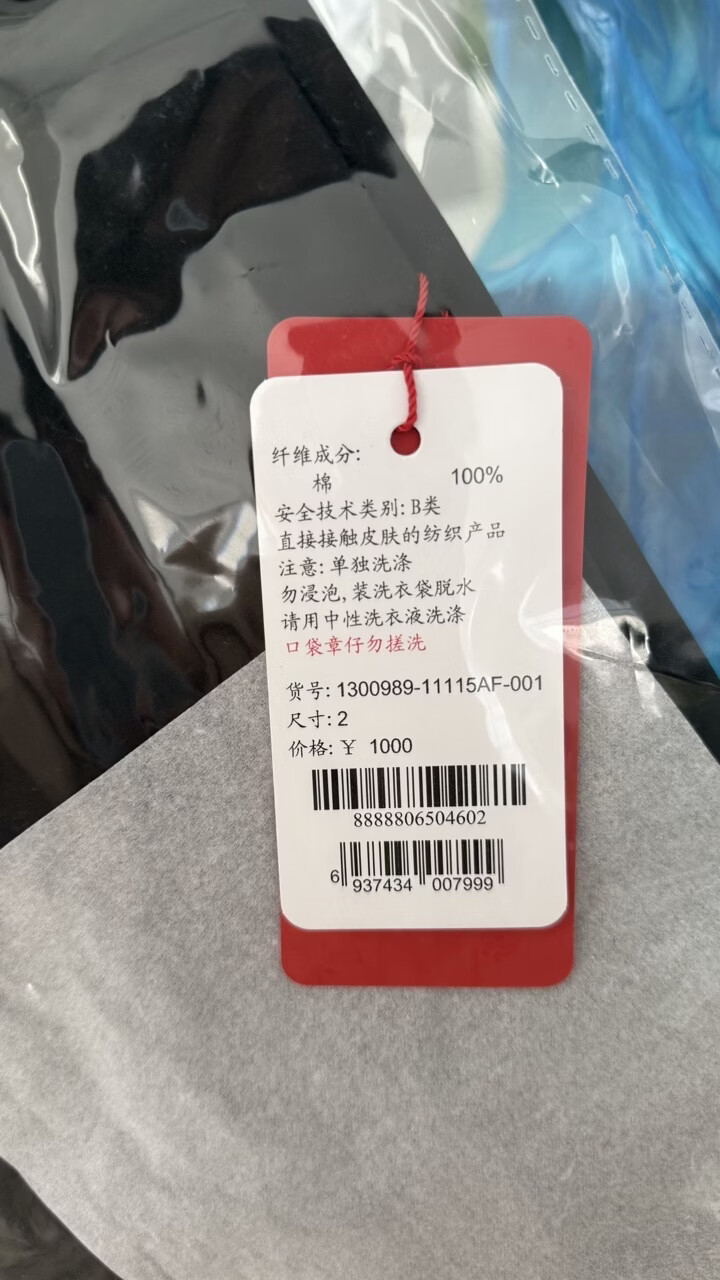 纤维成分:
棉 100%
安全技术类别: B类
直接接触皮肤的纺织产品
注意: 单独洗涤
勿浸泡, 装洗衣袋脱水
请用中性洗衣液洗涤
口袋章仔勿搓洗
货号: 1300989-11115AF-001
尺寸: 2
价格: ¥ 1000
8888806504602
6 937434 007999